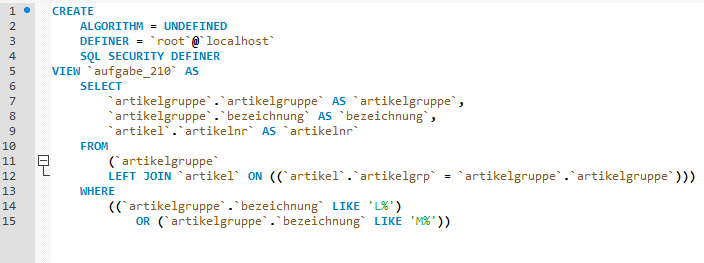 1 CREATE
2 ALGORITHM = UNDEFINED
3 DEFINER = `root`@`localhost`
4 SQL SECURITY DEFINER
5 VIEW `aufgabe_210` AS
6 SELECT
7 `artikelgruppe`.`artikelgruppe` AS `artikelgruppe`,
8 `artikelgruppe`.`bezeichnung` AS `bezeichnung`,
9 `artikel`.`artikelnr` AS `artikelnr`
10 FROM
11 (`artikelgruppe`
12 LEFT JOIN `artikel` ON ((`artikel`.`artikelgrp` = `artikelgruppe`.`artikelgruppe`)))
13 WHERE
14 ((`artikelgruppe`.`bezeichnung` LIKE 'L%')
15 OR (`artikelgruppe`.`bezeichnung` LIKE 'M%'))